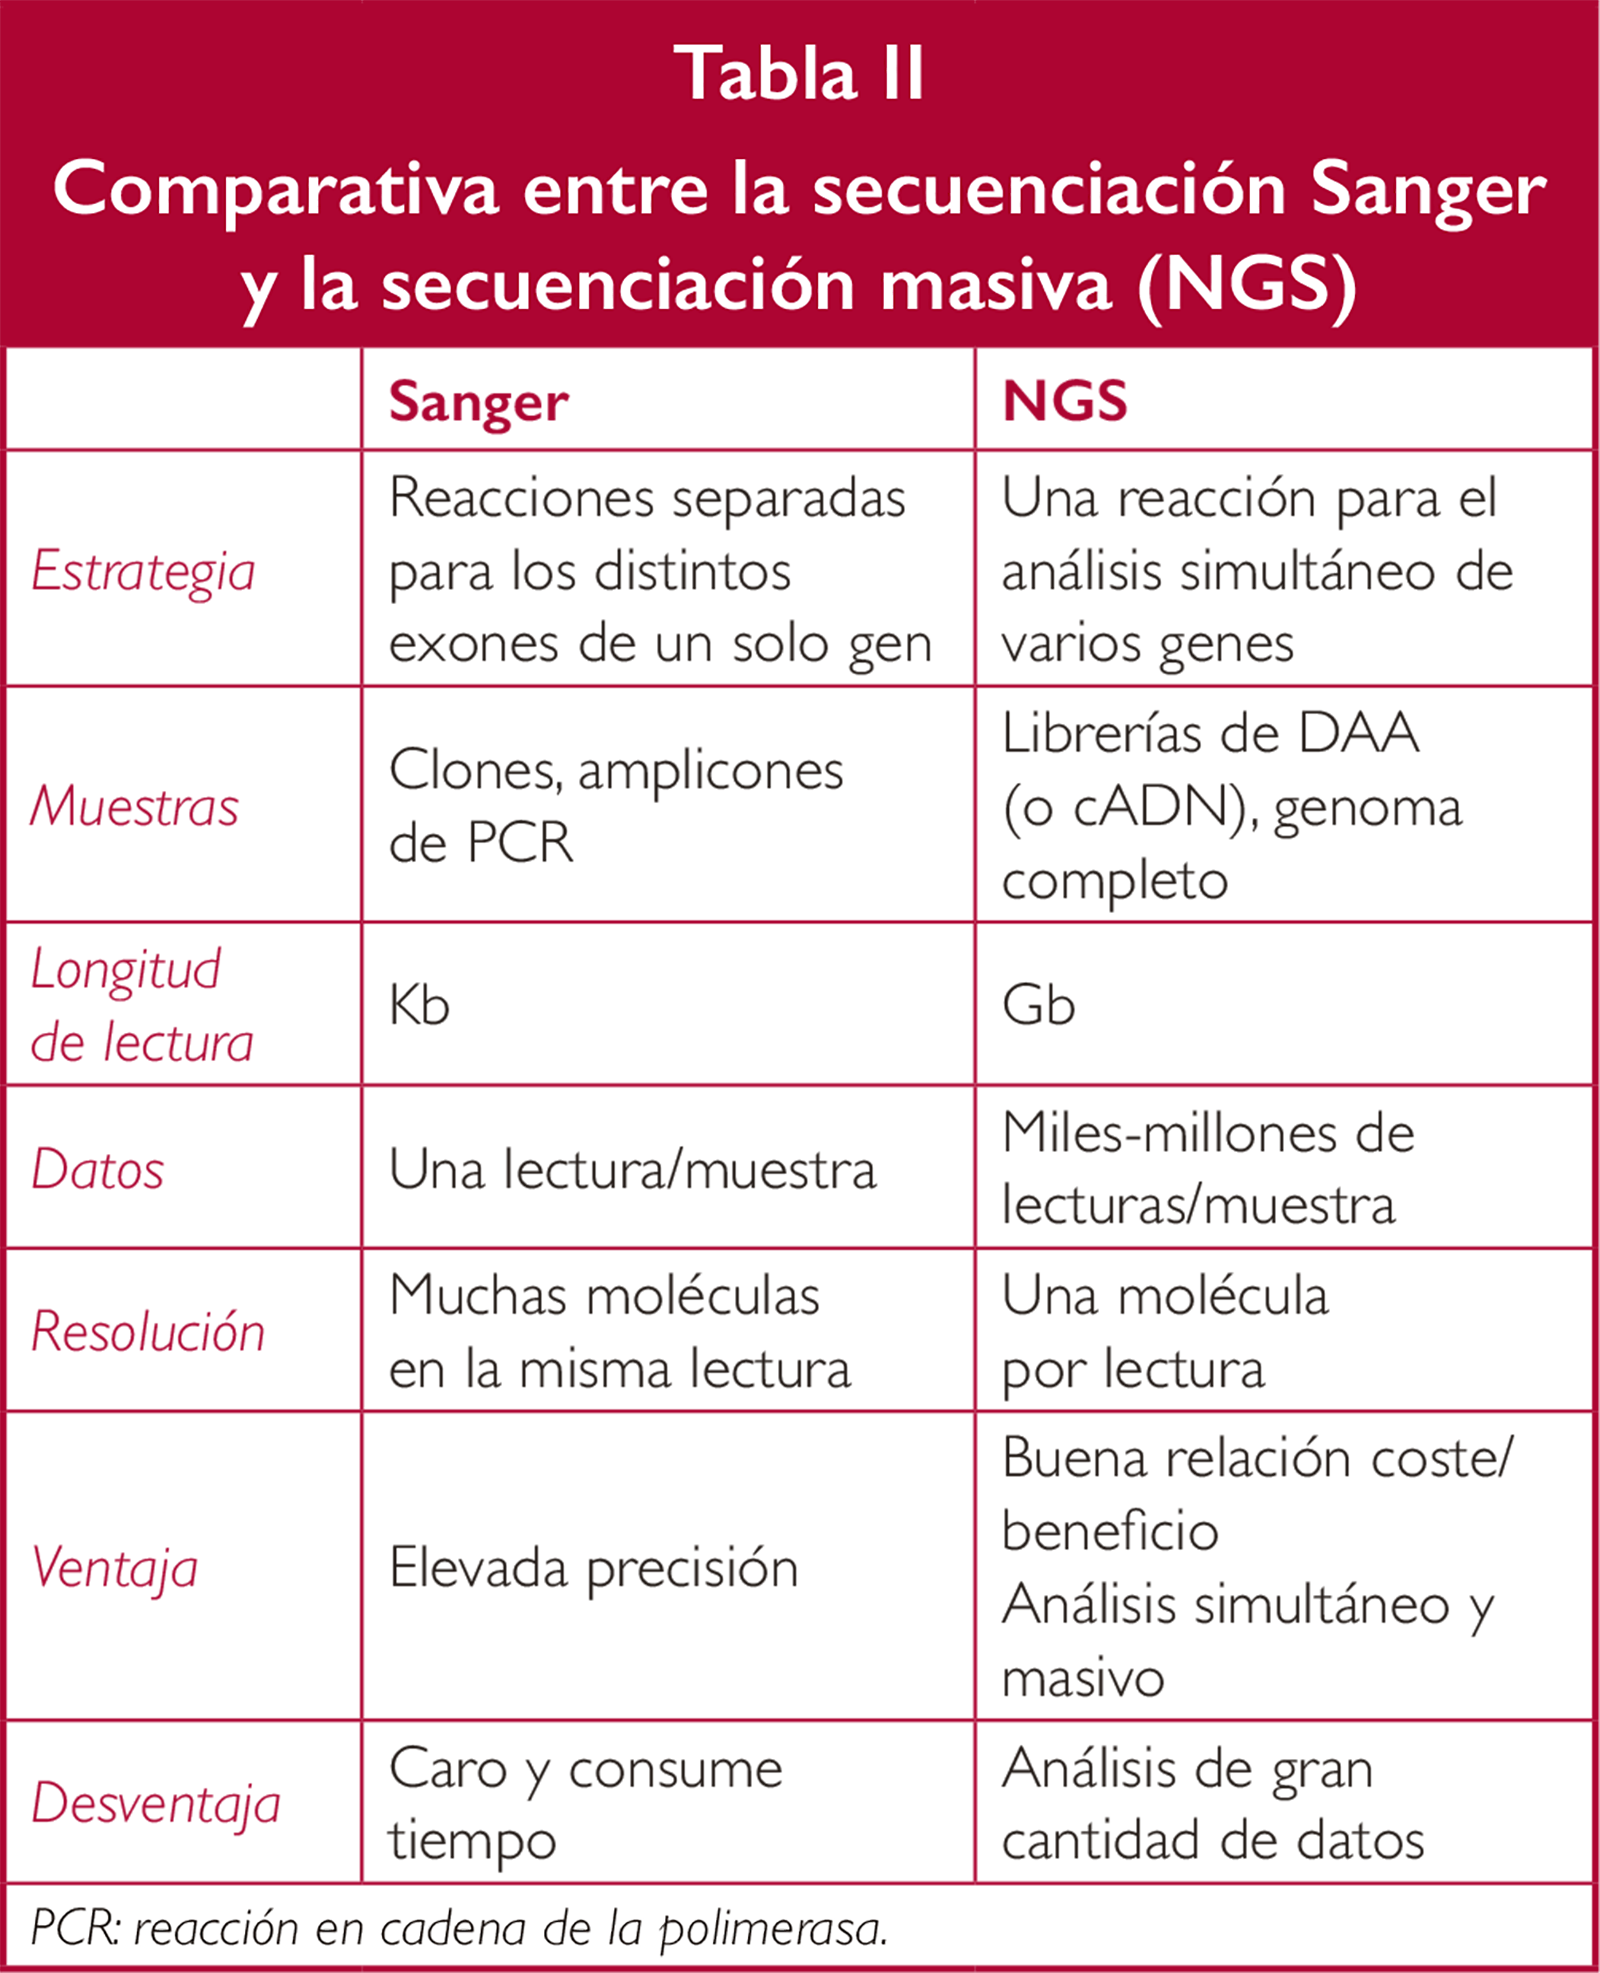 Tabla II
Comparativa entre la secuenciación Sanger
y la secuenciación masiva (NGS)
Sanger
NGS
Estrategia
Reacciones separadas
para los distintos
exones de un solo gen
Una reacción para el
análisis simultáneo de
varios genes
Muestras
Clones, amplicones
de PCR
Librerías de DAA
(o cADN), genoma
completo
Longitud
de lectura
Kb
Gb
Datos
Una lectura/muestra
Miles-millones de
lecturas/muestra
Resolución
Muchas moléculas
en la misma lectura
Una molécula
por lectura
Ventaja
Elevada precisión
Buena relación coste/
beneficio
Análisis simultáneo y
masivo
Desventaja
Caro y consume
tiempo
Análisis de gran
cantidad de datos
PCR: reacción en cadena de la polimerasa.